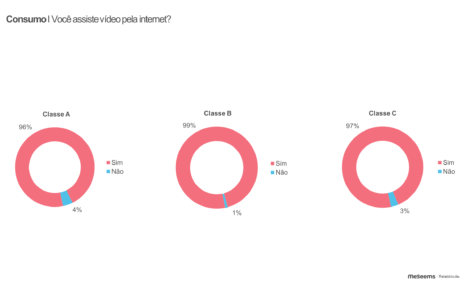 Consumo | Você assiste vídeo pela internet?
Classe A
96%
Sim
Não
4%
Classe B
99%
Sim
Não
1%
Classe C
97%
Sim
Não
3%
meseems